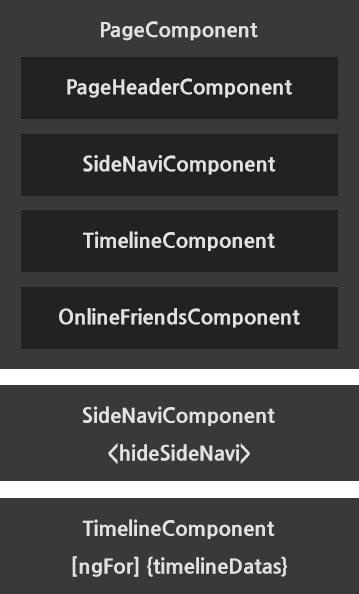 PageComponent
PageHeaderComponent
SideNaviComponent
TimelineComponent
OnlineFriendsComponent
SideNaviComponent
<hideSideNavi>
TimelineComponent
[ngFor] {timelineDatas}